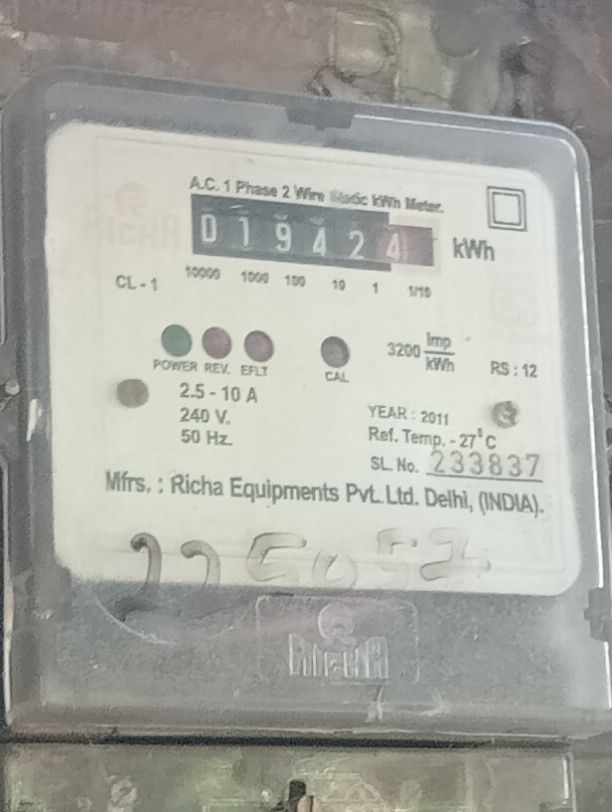 A.C. 1 Phase 2 Wire Static kWh Meter.
019424 kWh
CL - 1 10000 1000 100 10 1 1/10
3200 Imp/kWh RS : 12
POWER REV. EFLT CAL
2.5 - 10 A
240 V.
50 Hz.
YEAR : 2011
Ref. Temp. - 27°C
SL. No. 233837
Mfrs. : Richa Equipments Pvt. Ltd. Delhi, (INDIA).
RICHA